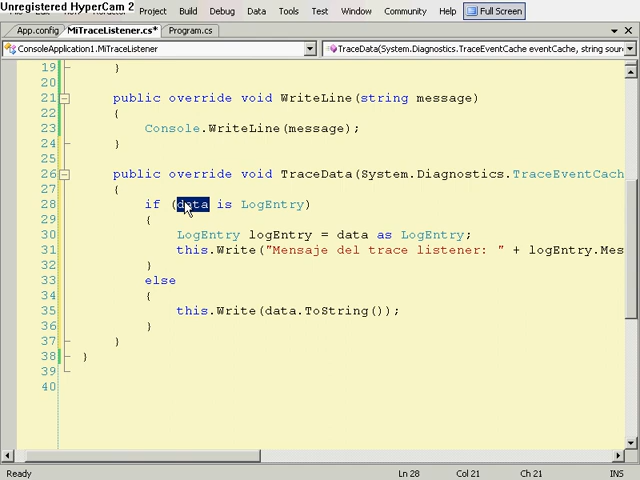 Unregistered HyperCam 2
Project Build Debug Data Tools Test Window Community Help Full Screen
App.config MiTraceListener.cs* Program.cs
ConsoleApplication1.MiTraceListener TraceData(System.Diagnostics.TraceEventCache eventCache, string sourc
19 }
20
21 public override void WriteLine(string message)
22 {
23 Console.WriteLine(message);
24 }
25
26 public override void TraceData(System.Diagnostics.TraceEventCach
27 {
28 if (data is LogEntry)
29 {
30 LogEntry logEntry = data as LogEntry;
31 this.Write("Mensaje del trace listener: " + logEntry.Mes
32 }
33 else
34 {
35 this.Write(data.ToString());
36 }
37 }
38 }
39
40
Ready Ln 28 Col 21 Ch 21 INS